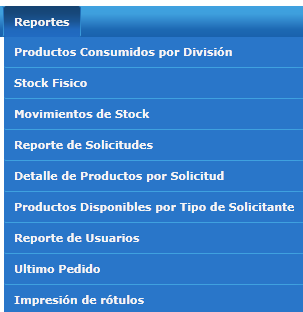 Reportes
Productos Consumidos por División
Stock Fisico
Movimientos de Stock
Reporte de Solicitudes
Detalle de Productos por Solicitud
Productos Disponibles por Tipo de Solicitante
Reporte de Usuarios
Ultimo Pedido
Impresión de rótulos